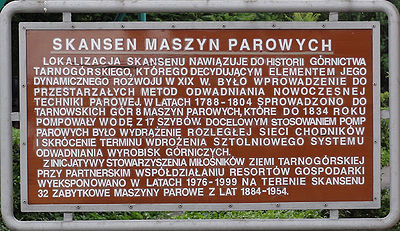 SKANSEN MASZYN PAROWYCH
LOKALIZACJA SKANSENU NAWIĄZUJE DO HISTORII GÓRNICTWA
TARNOGÓRSKIEGO, KTÓREGO DECYDUJĄCYM ELEMENTEM JEGO
DYNAMICZNEGO ROZWOJU W XIX W. BYŁO WPROWADZENIE DO
PRZESTARZAŁYCH METOD ODWADNIANIA NOWOCZESNEJ
TECHNIKI PAROWEJ. W LATACH 1788-1804 SPROWADZONO DO
TARNOWSKICH GÓR 8 MASZYN PAROWYCH, KTÓRE DO 1834 ROKU
POMPOWAŁY WODĘ Z 17 SZYBÓW. DOCELOWYM STOSOWANIEM POMP
PAROWYCH BYŁO WYDRĄŻENIE ROZLEGŁEJ SIECI CHODNIKÓW
I SKRÓCENIE TERMINU WDROŻENIA SZTOLNIOWEGO SYSTEMU
ODWADNIANIA WYROBISK GÓRNICZYCH.
Z INICJATYWY STOWARZYSZENIA MIŁOŚNIKÓW ZIEMI TARNOGÓRSKIEJ
PRZY PARTNERSKIM WSPÓŁDZIAŁANIU RESORTÓW GOSPODARKI
WYEKSPONOWANO W LATACH 1976-1999 NA TERENIE SKANSENU
32 ZABYTKOWE MASZYNY PAROWE Z LAT 1884-1954.